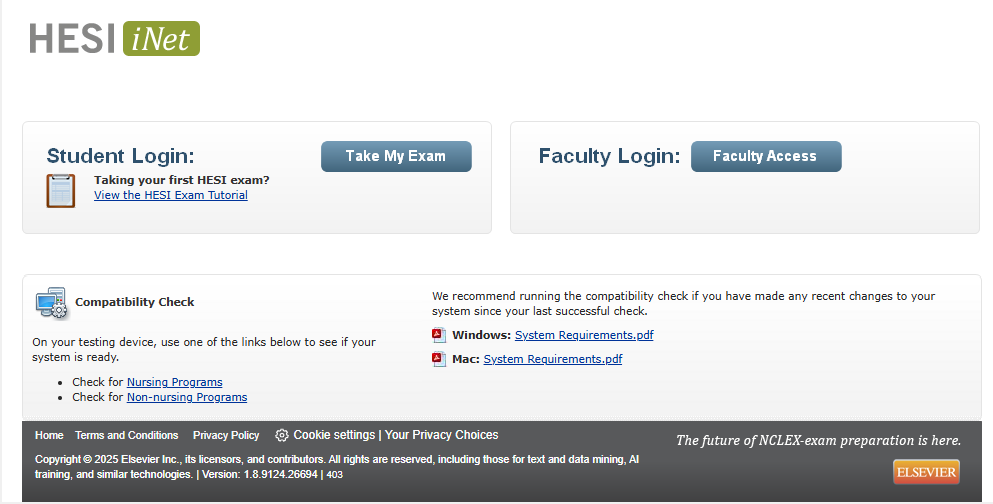 HESI iNet
Student Login:
Take My Exam
Taking your first HESI exam?
View the HESI Exam Tutorial
Faculty Login:
Faculty Access
Compatibility Check
On your testing device, use one of the links below to see if your
system is ready.
• Check for Nursing Programs
• Check for Non-nursing Programs
We recommend running the compatibility check if you have made any recent changes to your
system since your last successful check.
Windows: System Requirements.pdf
Mac: System Requirements.pdf
Home Terms and Conditions Privacy Policy Cookie settings | Your Privacy Choices
Copyright © 2025 Elsevier Inc., its licensors, and contributors. All rights are reserved, including those for text and data mining, AI
training, and similar technologies. | Version: 1.8.9124.26694 | 403
The future of NCLEX-exam preparation is here.
ELSEVIER